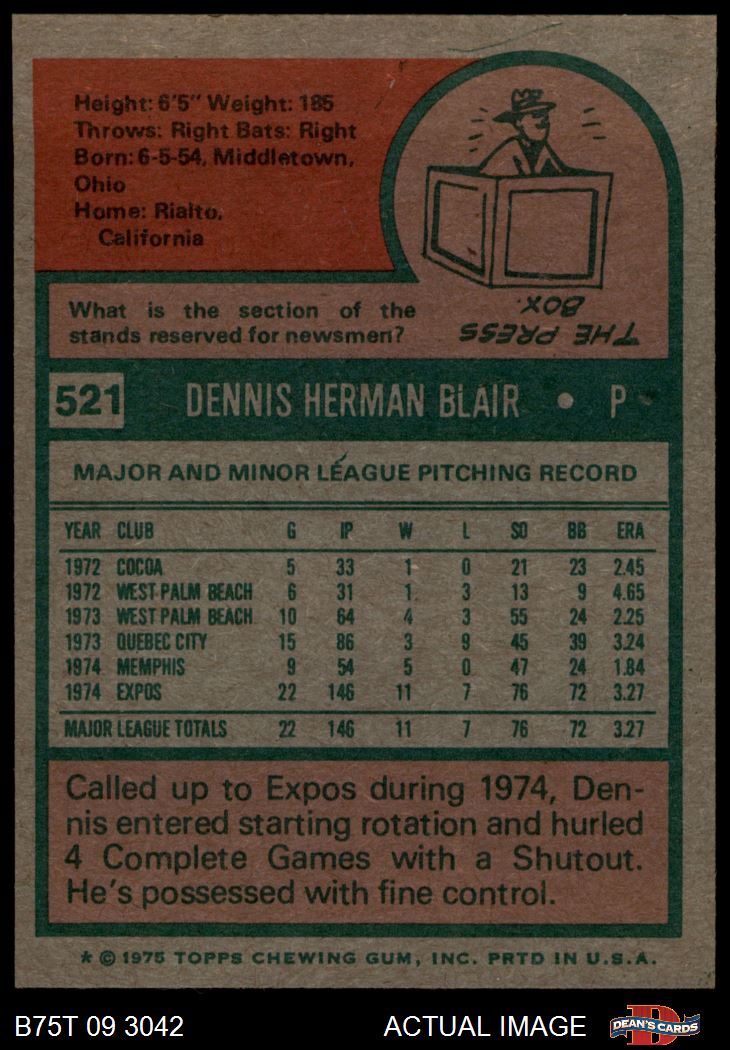 Height: 6'5" Weight: 185
Throws: Right Bats: Right
Born: 6-5-54, Middletown,
Ohio
Home: Rialto,
California
What is the section of the
stands reserved for newsmen?
THE PRESS
BOX.
521 DENNIS HERMAN BLAIR • P
MAJOR AND MINOR LEAGUE PITCHING RECORD
YEAR CLUB G IP W L SO BB ERA
1972 COCOA 5 33 1 0 21 23 2.45
1972 WEST PALM BEACH 6 31 1 3 13 9 4.65
1973 WEST PALM BEACH 10 64 4 3 55 24 2.25
1973 QUEBEC CITY 15 86 3 9 45 39 3.24
1974 MEMPHIS 9 54 5 0 47 24 1.84
1974 EXPOS 22 146 11 7 76 72 3.27
MAJOR LEAGUE TOTALS 22 146 11 7 76 72 3.27
Called up to Expos during 1974, Den-
nis entered starting rotation and hurled
4 Complete Games with a Shutout.
He's possessed with fine control.
* © 1975 TOPPS CHEWING GUM, INC. PRTD IN U.S.A.
B75T 09 3042 ACTUAL IMAGE D DEAN'S CARDS